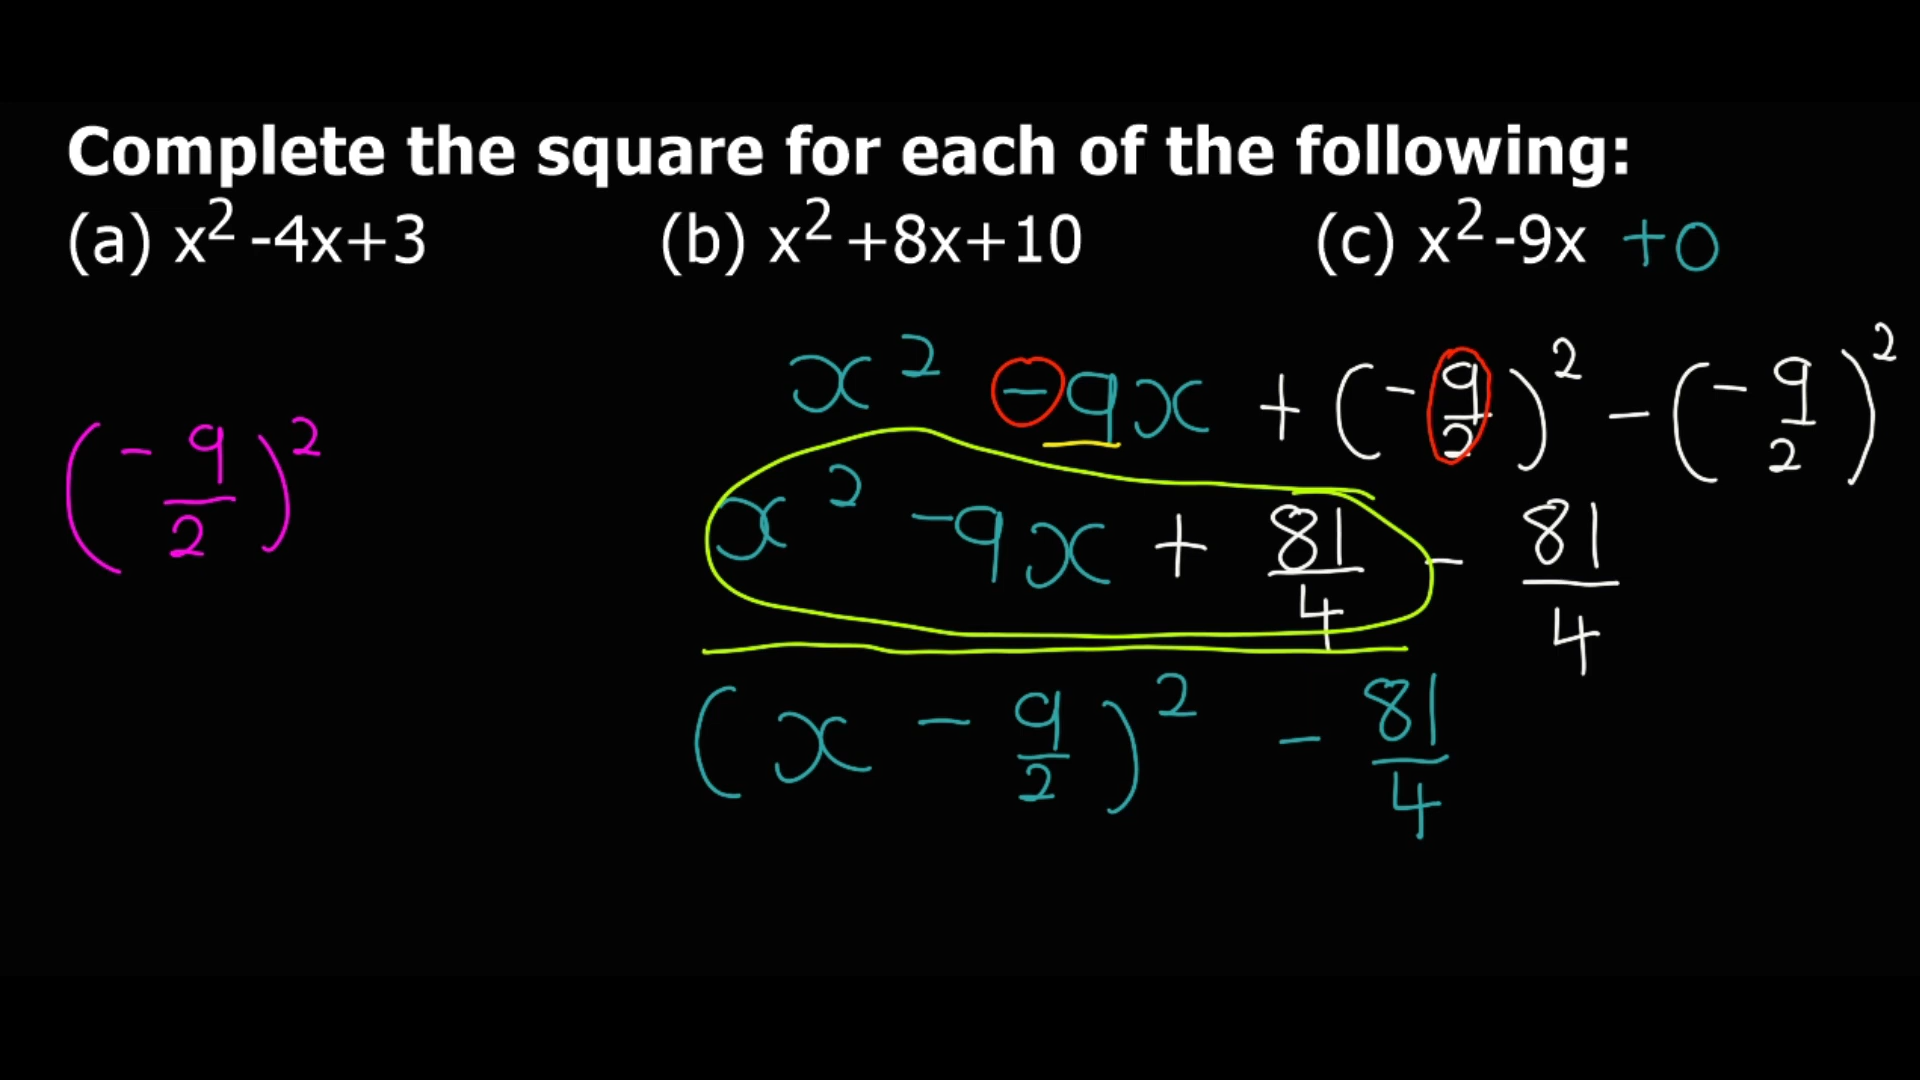 Complete the square for each of the following:
(a) x² -4x+3 (b) x² +8x+10 (c) x² -9x +0
x² -9x + (-9/2)² - (-9/2)²
(-9/2)²
x² -9x + 81/4 - 81/4
(x - 9/2)² - 81/4